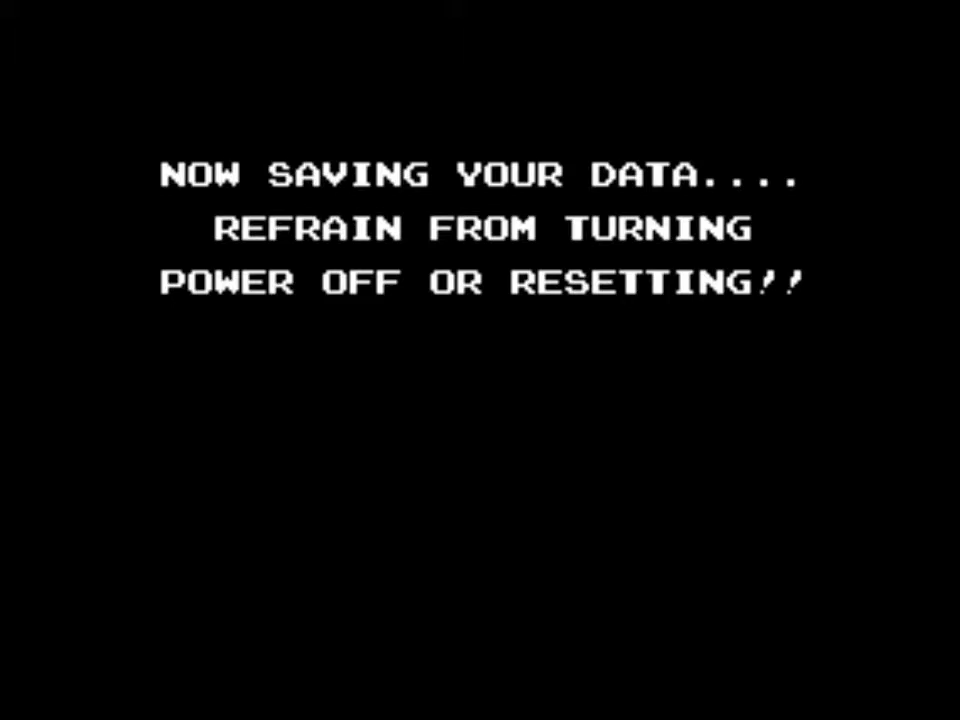 NOW SAVING YOUR DATA....
REFRAIN FROM TURNING
POWER OFF OR RESETTING!!